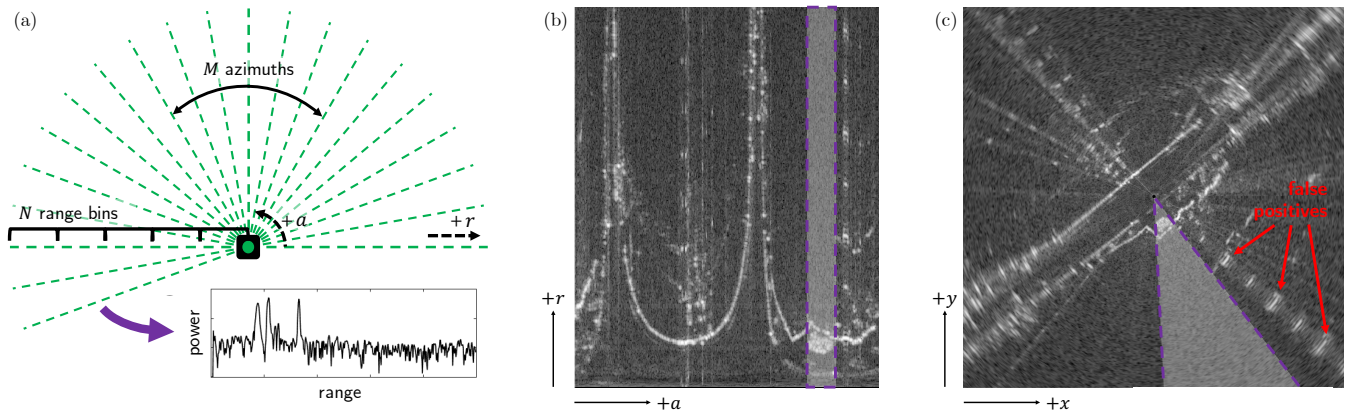 (a)
M azimuths
N range bins
+a
+r
power
range
(b)
+r
+a
(c)
false
positives
+y
+x